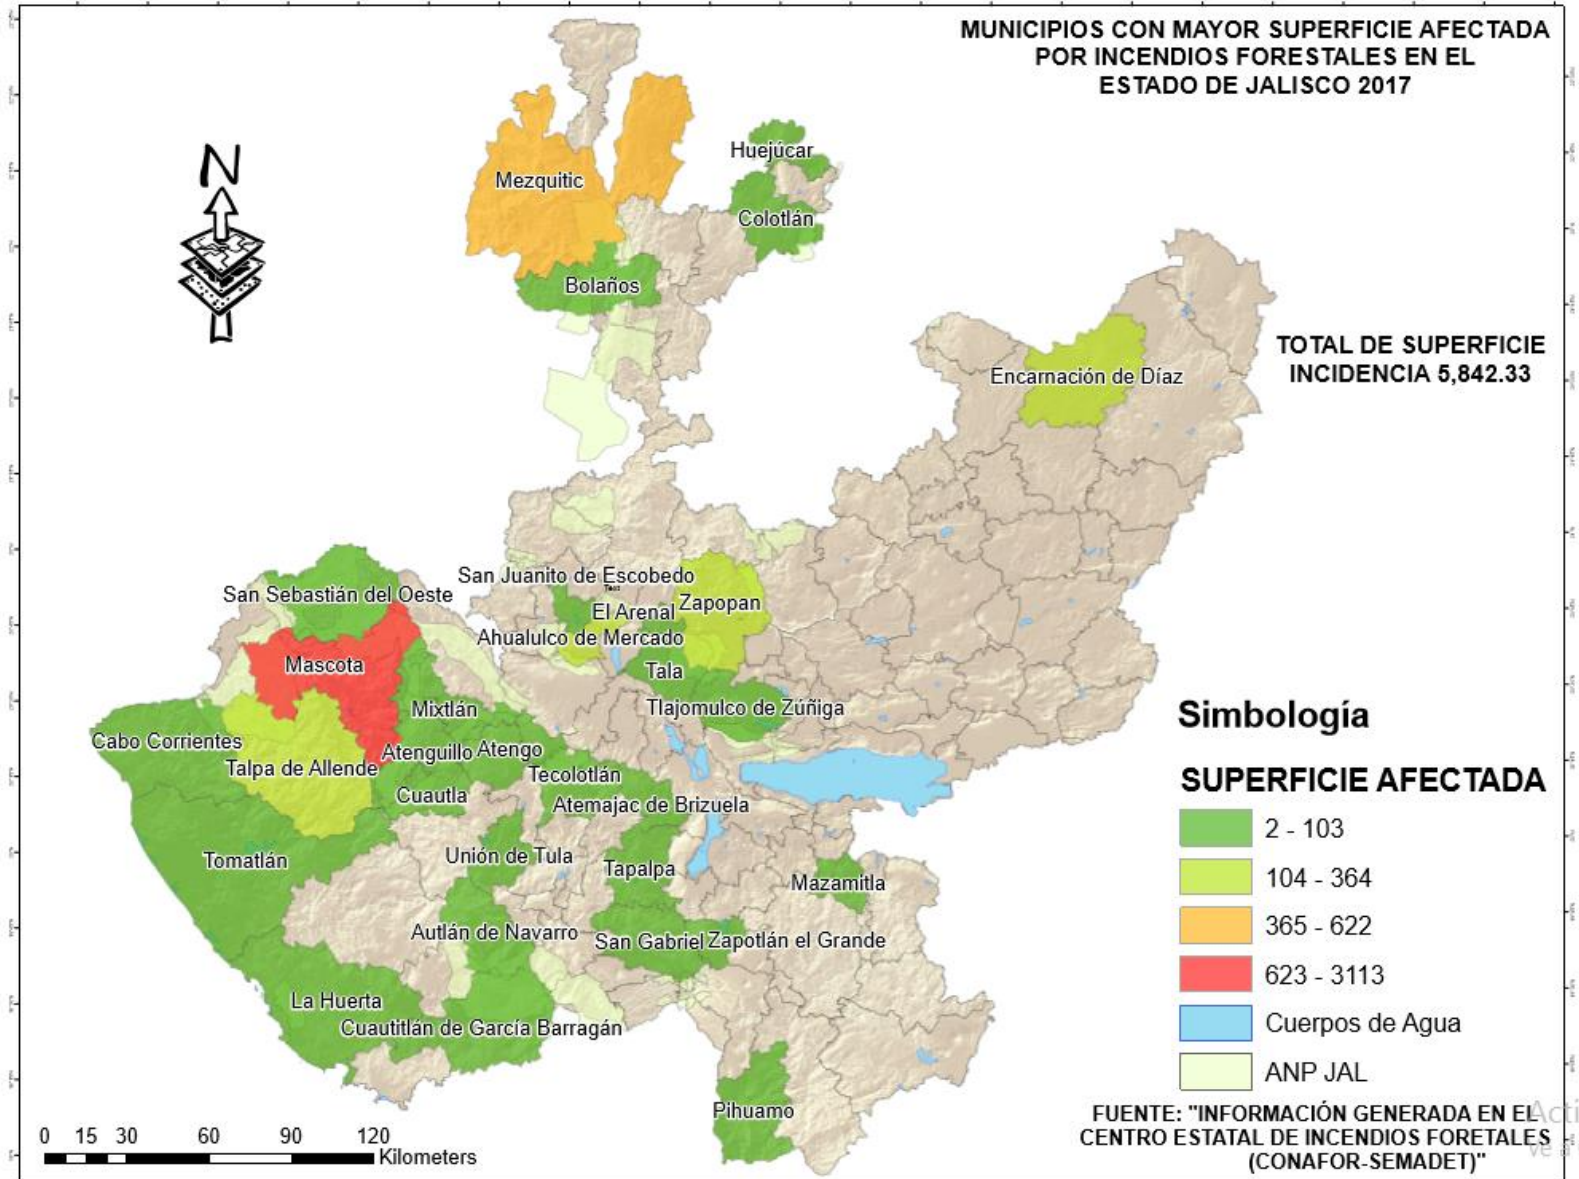 MUNICIPIOS CON MAYOR SUPERFICIE AFECTADA
POR INCENDIOS FORESTALES EN EL
ESTADO DE JALISCO 2017
N
Huejúcar
Mezquitic
Colotlán
Bolaños
TOTAL DE SUPERFICIE
INCIDENCIA 5,842.33
Encarnación de Díaz
San Juanito de Escobedo
San Sebastián del Oeste
El Arenal
Zapopan
Ahualulco de Mercado
Mascota
Tala
Mixtlán
Tlajomulco de Zúñiga
Cabo Corrientes
Atenguillo
Atengo
Talpa de Allende
Tecolotlán
Cuautla
Atemajac de Brizuela
Tomatlán
Unión de Tula
Tapalpa
Mazamitla
Autlán de Navarro
San Gabriel
Zapotlán el Grande
La Huerta
Cuautitlán de García Barragán
Pihuamo
Simbología
SUPERFICIE AFECTADA
2 - 103
104 - 364
365 - 622
623 - 3113
Cuerpos de Agua
ANP JAL
FUENTE: "INFORMACIÓN GENERADA EN EL
CENTRO ESTATAL DE INCENDIOS FORETALES
(CONAFOR-SEMADET)"
Acti
0 15 30 60 90 120
Kilometers